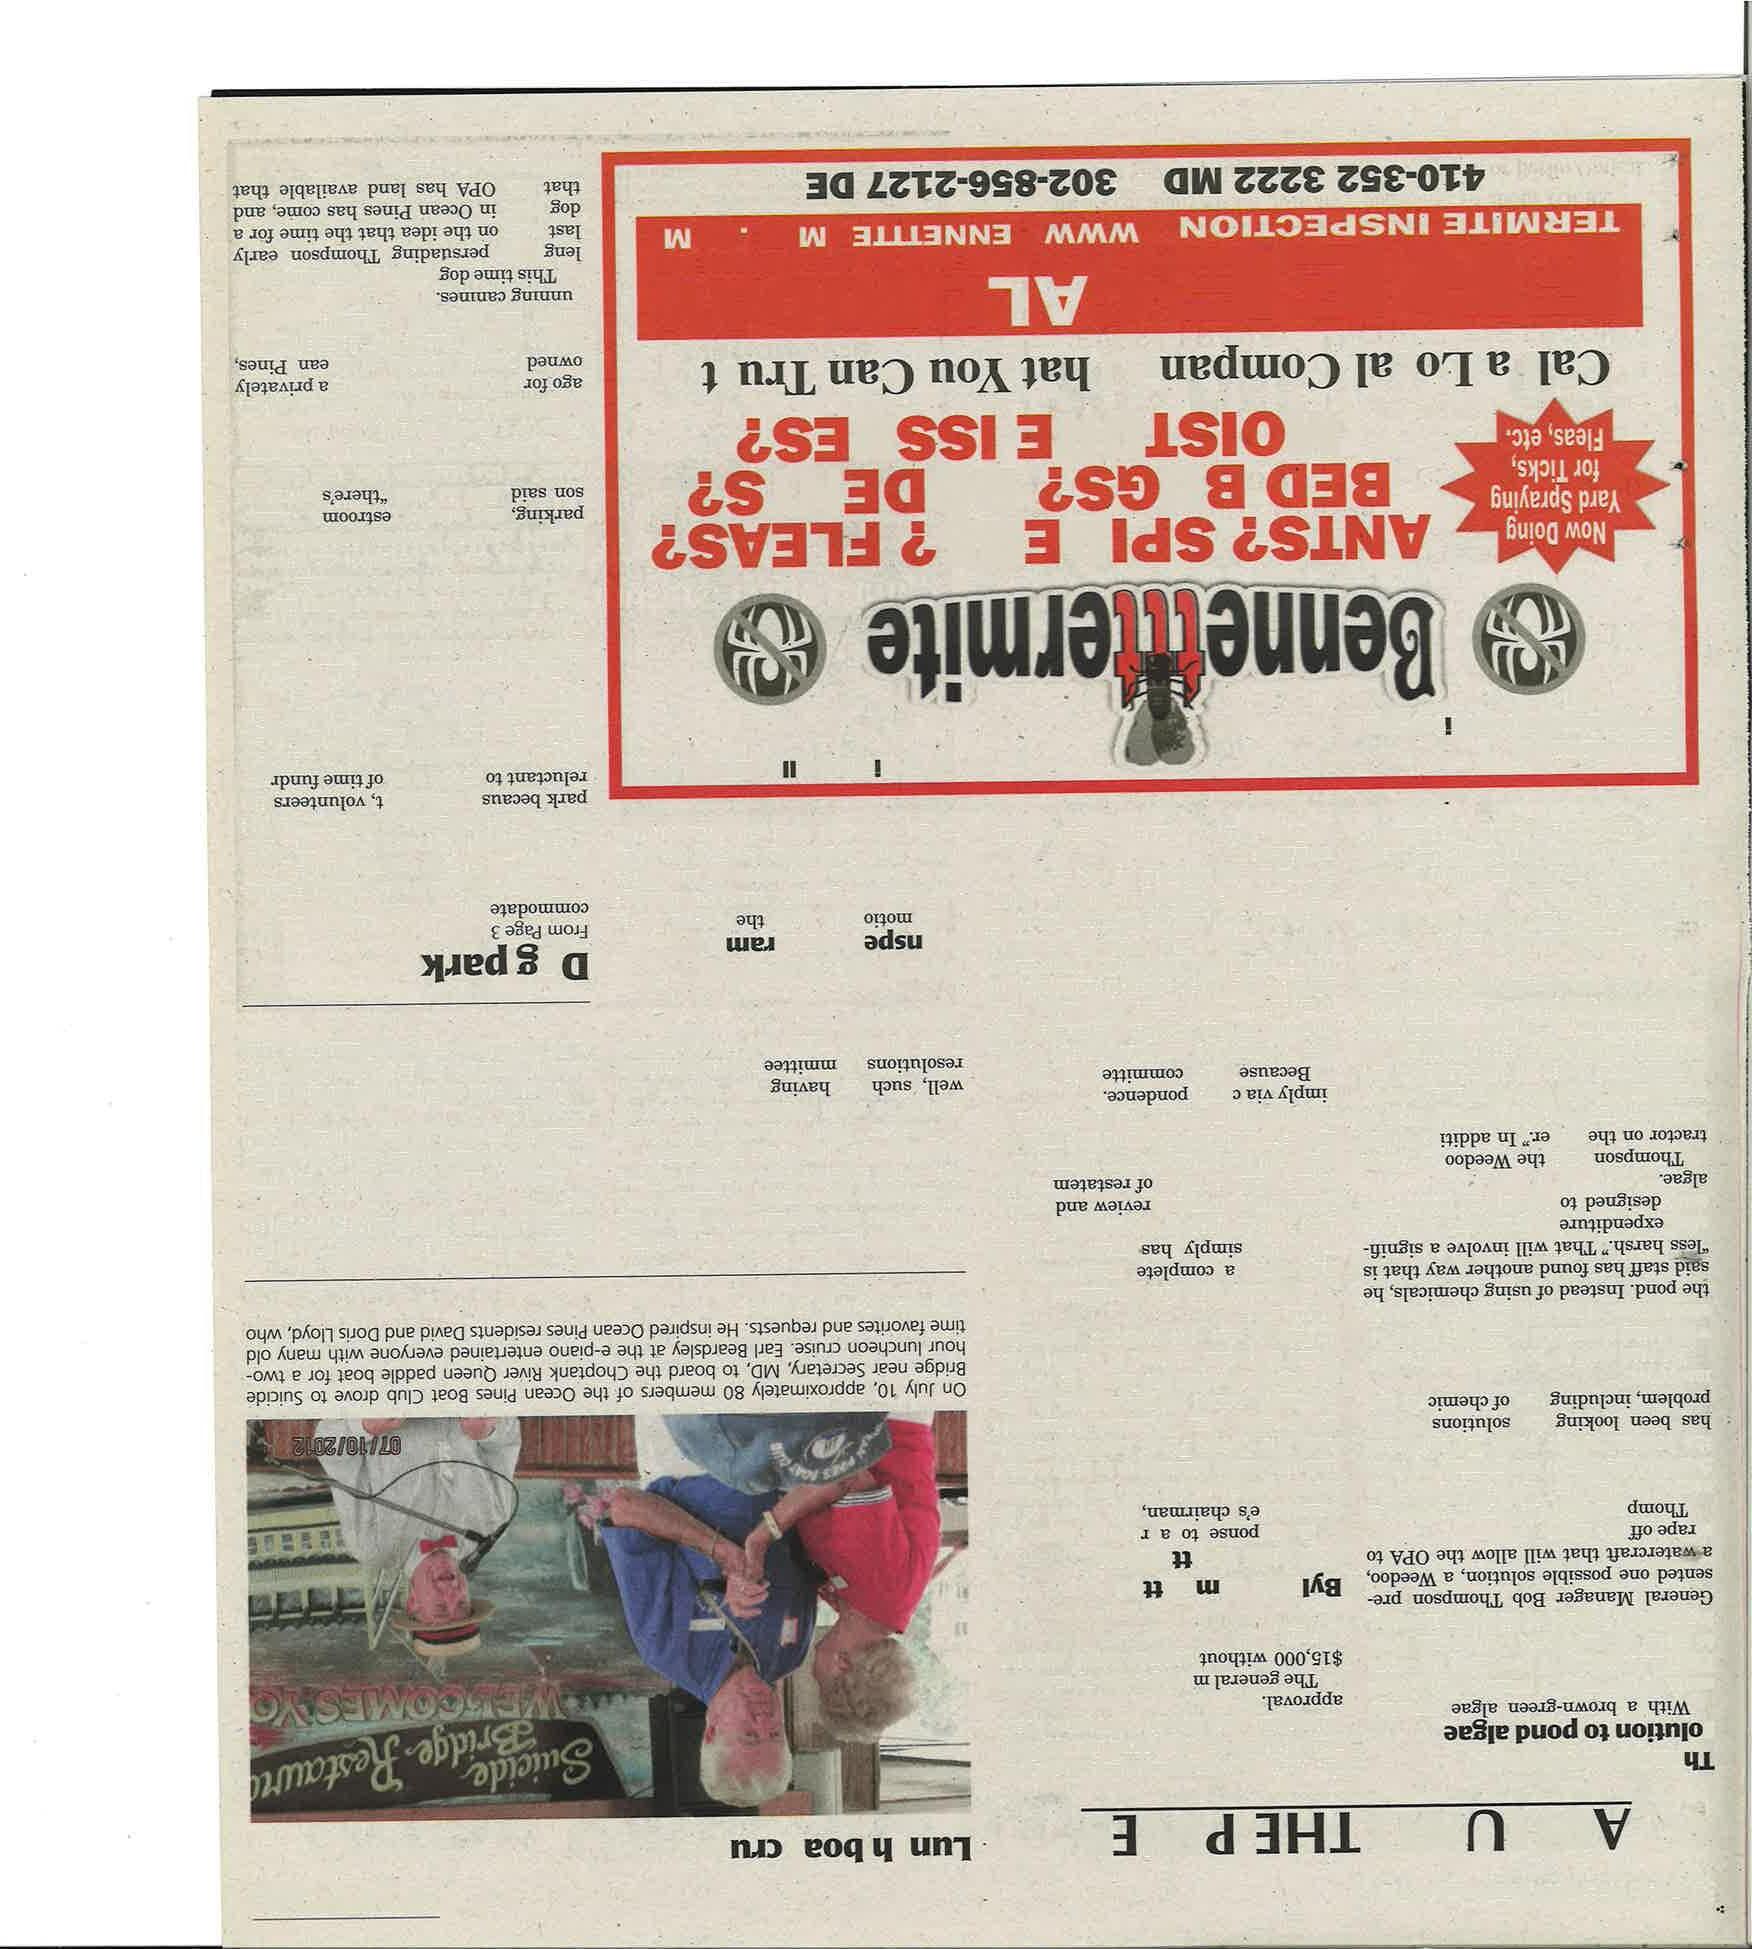 A U THE P E
Th
olution to pond algae
With a brown-green algae
General Manager Bob Thompson pre-
sented one possible solution, a Weedoo,
a watercraft that will allow the OPA to
rape off
Thomp
has been looking solutions
problem, including of chemic
the pond. Instead of using chemicals, he
said staff has found another way that is
"less harsh." That will involve a signifi-
expenditure
designed to
algae.
Thompson the Weedoo
tractor on the er." In additi
approval.
The general m
$15,000 without
Byl m tt
tt
ponse to a r
e's chairman,
a complete
simply has
review and
of restatem
imply via c pondence.
Because committe
Lun h boa cru
Suicide
Bridge Restaura
WELCOMES YO
07/10/2012
On July 10, approximately 80 members of the Ocean Pines Boat Club drove to Suicide
Bridge near Secretary, MD, to board the Choptank River Queen paddle boat for a two-
hour luncheon cruise. Earl Beardsley at the e-piano entertained everyone with many old
time favorites and requests. He inspired Ocean Pines residents David and Doris Lloyd, who
well, such having
resolutions mmittee
nspe ram
motio the
D g park
From Page 3
commodate
park becaus t, volunteers
reluctant to of time fundr
parking, estroom
son said "there's
ago for a privately
owned ean Pines,
unning canines.
This time dog
leng persuading Thompson early
last on the idea that the time for a
dog in Ocean Pines has come, and
that OPA has land available that
Bennetttermite
Now Doing
Yard Spraying
for Ticks,
Fleas, etc.
ANTS? SPI E ? FLEAS?
BED B GS? DE S?
OIST E ISS ES?
Cal a Lo al Compan hat You Can Tru t
AL
TERMITE INSPECTION WWW ENNETTE M . M
410-352 3222 MD 302-856-2127 DE